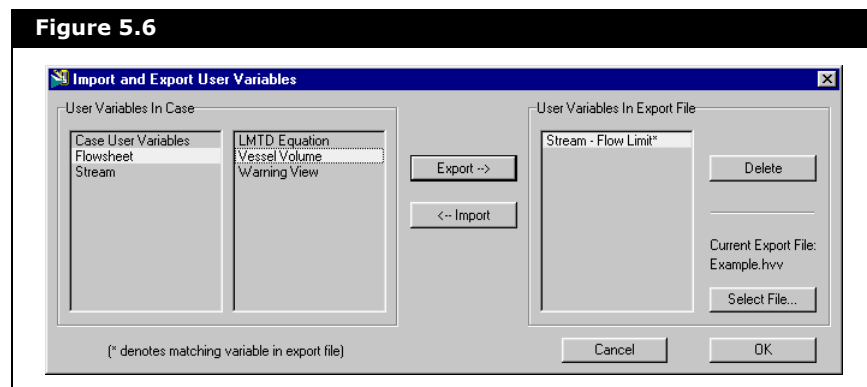 Figure 5.6
Import and Export User Variables
User Variables In Case
Case User Variables
Flowsheet
Stream
LMTD Equation
Vessel Volume
Warning View
Export -->
<-- Import
User Variables In Export File
Stream - Flow Limit*
Delete
Current Export File:
Example.hvv
Select File...
(* denotes matching variable in export file)
Cancel
OK